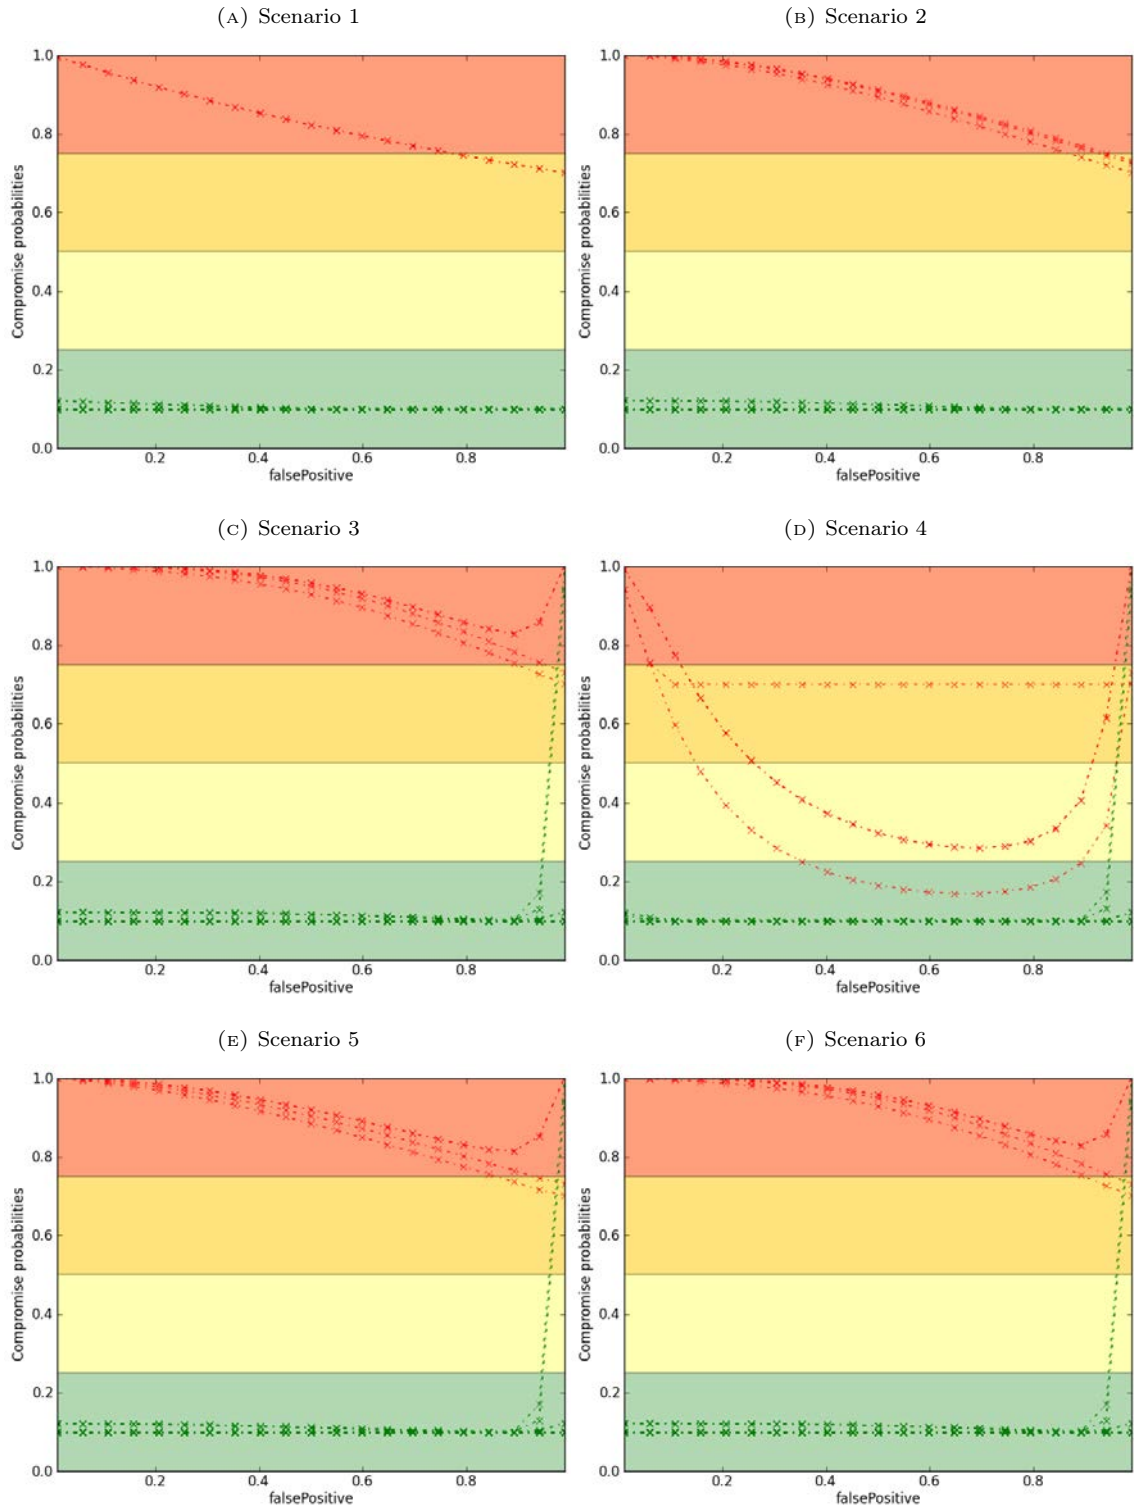 (A) Scenario 1
1.0
0.8
0.6
0.4
0.2
0.0
Compromise probabilities
0.2 0.4 0.6 0.8
falsePositive
(B) Scenario 2
1.0
0.8
0.6
0.4
0.2
0.0
Compromise probabilities
0.2 0.4 0.6 0.8
falsePositive
(C) Scenario 3
1.0
0.8
0.6
0.4
0.2
0.0
Compromise probabilities
0.2 0.4 0.6 0.8
falsePositive
(D) Scenario 4
1.0
0.8
0.6
0.4
0.2
0.0
Compromise probabilities
0.2 0.4 0.6 0.8
falsePositive
(E) Scenario 5
1.0
0.8
0.6
0.4
0.2
0.0
Compromise probabilities
0.2 0.4 0.6 0.8
falsePositive
(F) Scenario 6
1.0
0.8
0.6
0.4
0.2
0.0
Compromise probabilities
0.2 0.4 0.6 0.8
falsePositive